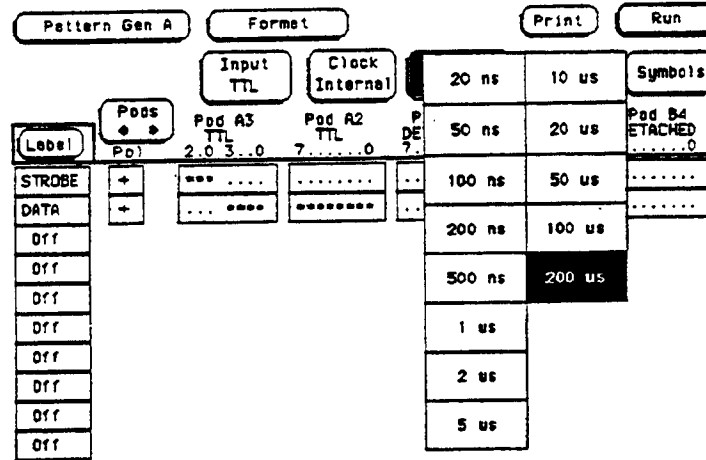 Pattern Gen A Format Print Run
Input TTL Clock Internal Symbols
Label Pods Pol
Pod A3 TTL 2.0 3..0
Pod A2 TTL 7......0
Pod B4 ETACHED ......0
STROBE + *** .... ........
DATA + ... **** ********
Off
Off
Off
Off
Off
Off
Off
Off
20 ns 10 us
50 ns 20 us
100 ns 50 us
200 ns 100 us
500 ns 200 us
1 us
2 us
5 us